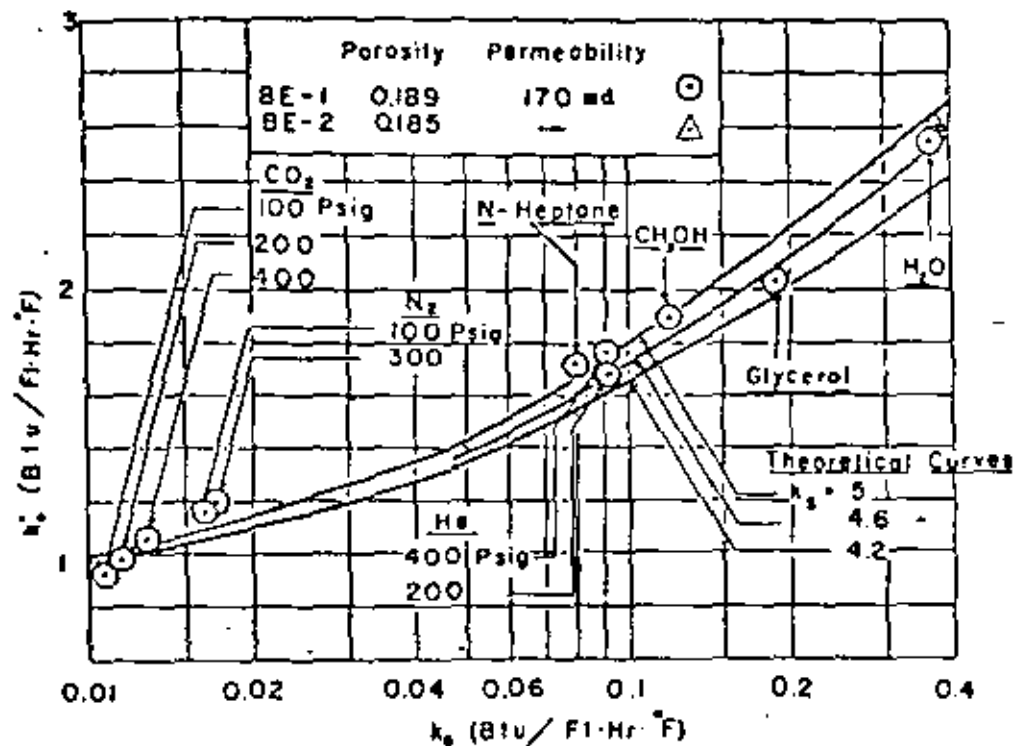 3
Porosity Permeability
BE-1 0.189 170 md
BE-2 0.185 —
CO2
100 Psig
200
400
N-Heptane
CH3OH
H2O
2
N2
100 Psig
300
Glycerol
Theoretical Curves
ks = 5
4.6
4.2
He
400 Psig
200
1
(Btu/Ft·Hr·°F)
0.01 0.02 0.04 0.06 0.1 0.2 0.4
(Btu/Ft·Hr·°F)